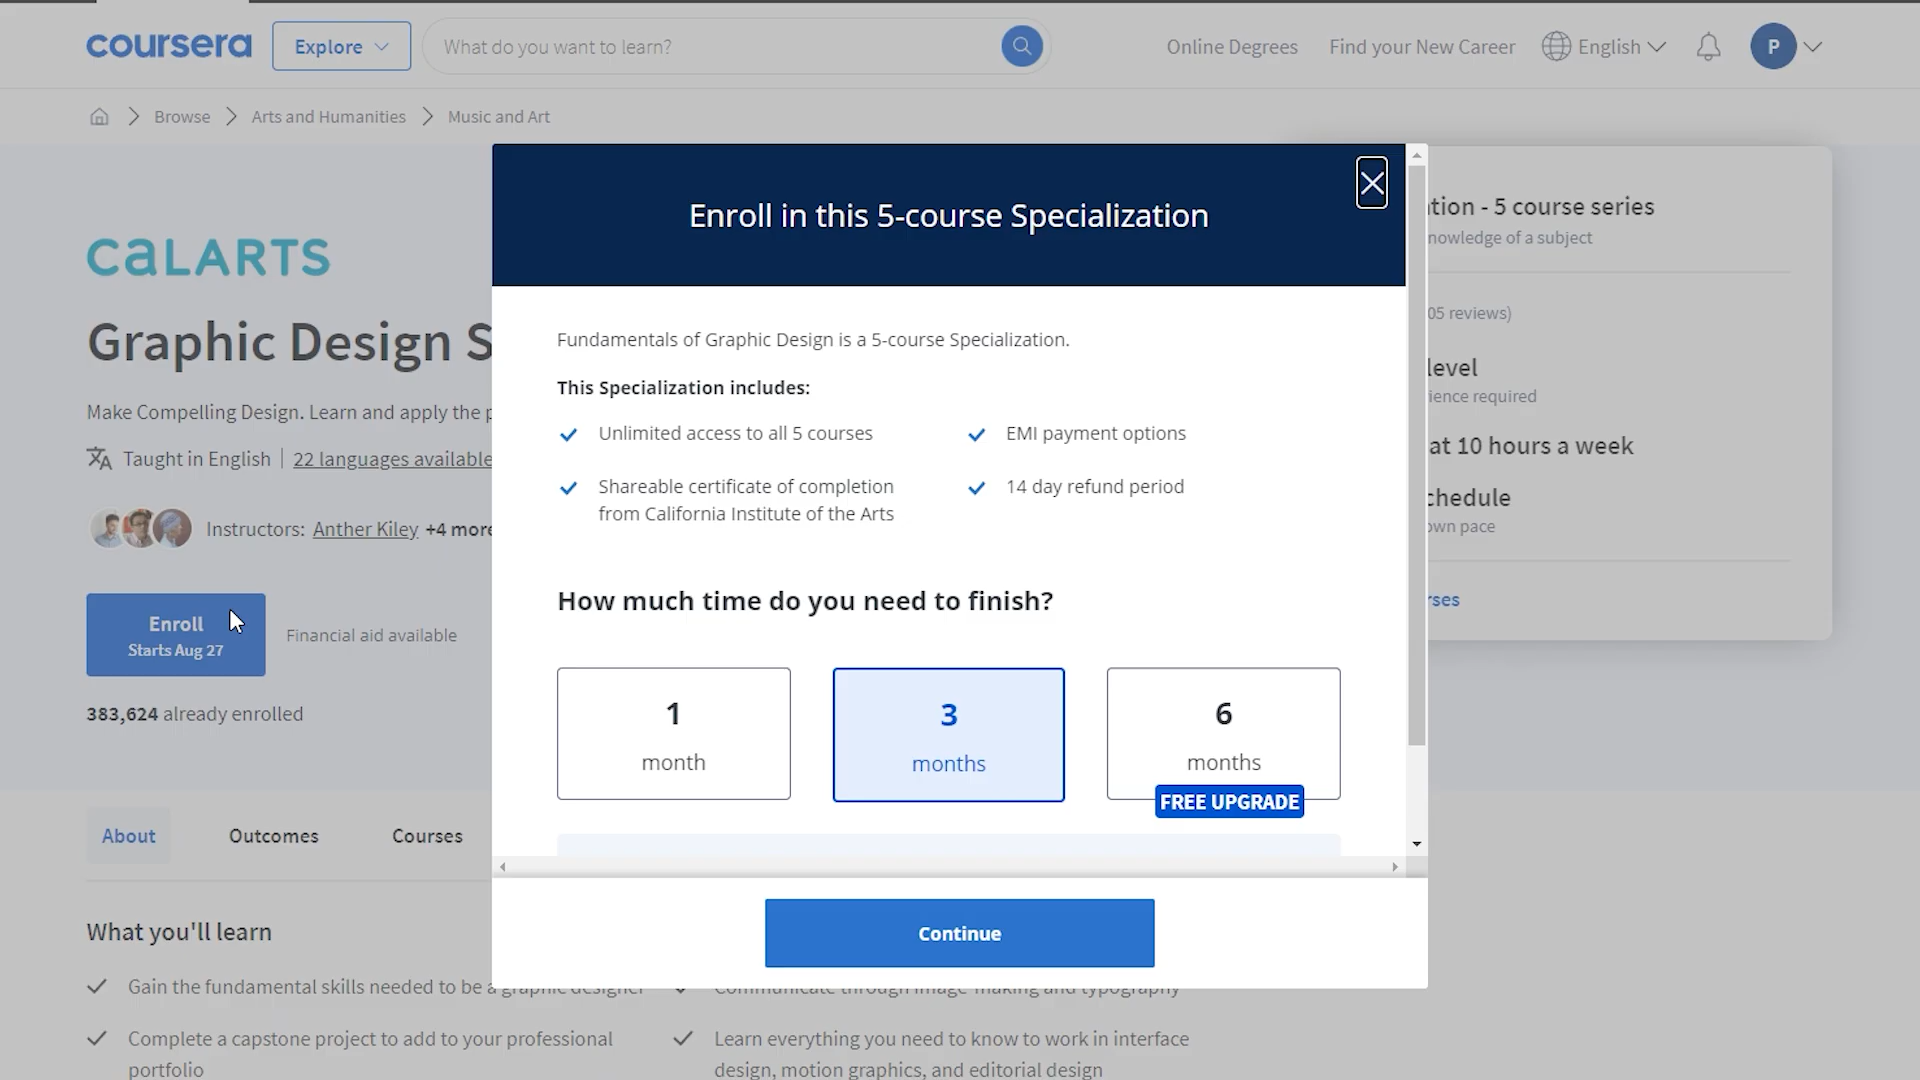 coursera
Explore
What do you want to learn?
Online Degrees
Find your New Career
English
P
Browse
Arts and Humanities
Music and Art
CALARTS
Graphic Design S
Make Compelling Design. Learn and apply the p
Taught in English
22 languages available
Instructors: Anther Kiley +4 more
Enroll
Starts Aug 27
Financial aid available
383,624 already enrolled
About
Outcomes
Courses
What you'll learn
Gain the fundamental skills needed to be a graphic designer
Communicate through image-making and typography
Complete a capstone project to add to your professional
portfolio
Learn everything you need to know to work in interface
design, motion graphics, and editorial design
Enroll in this 5-course Specialization
Fundamentals of Graphic Design is a 5-course Specialization.
This Specialization includes:
Unlimited access to all 5 courses
EMI payment options
Shareable certificate of completion
from California Institute of the Arts
14 day refund period
How much time do you need to finish?
1
month
3
months
6
months
FREE UPGRADE
Continue
tion - 5 course series
nowledge of a subject
05 reviews)
level
ience required
at 10 hours a week
chedule
own pace
rses